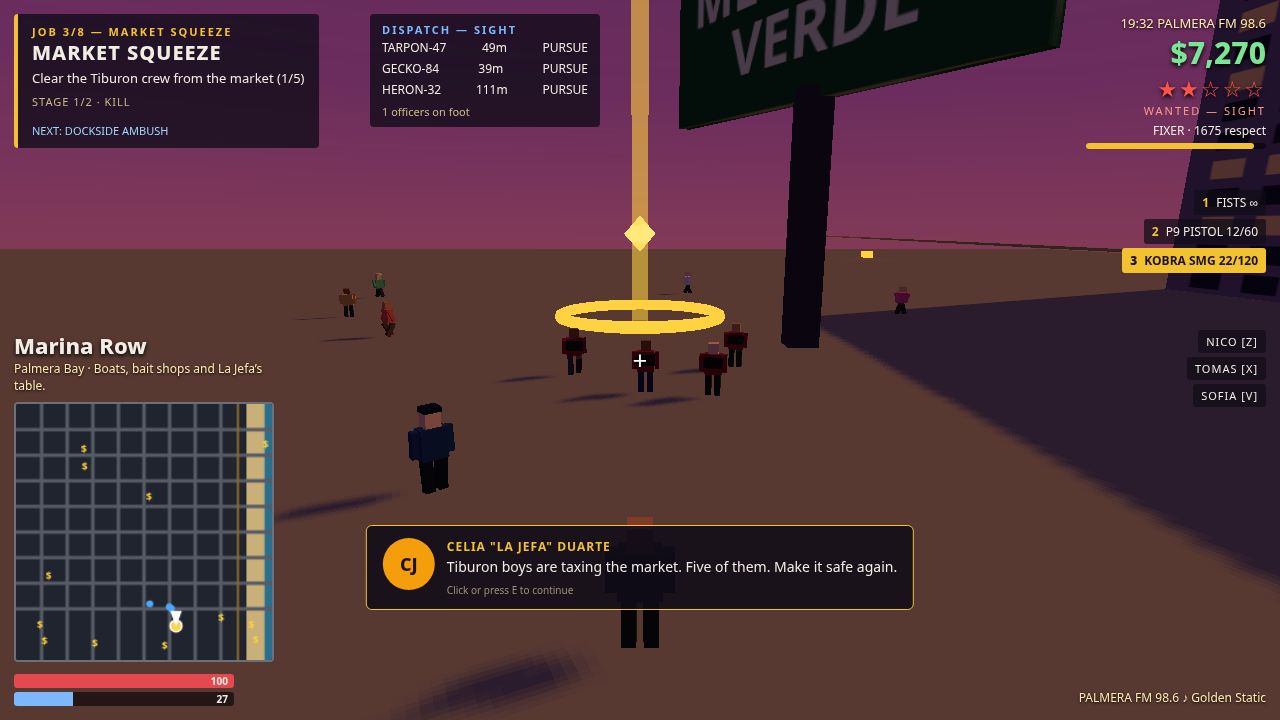 JOB 3/8 — MARKET SQUEEZE
MARKET SQUEEZE
Clear the Tiburon crew from the market (1/5)
STAGE 1/2 · KILL
NEXT: DOCKSIDE AMBUSH
DISPATCH — SIGHT
TARPON-47 49m PURSUE
GECKO-84 39m PURSUE
HERON-32 111m PURSUE
1 officers on foot
VERDE
19:32 PALMERA FM 98.6
$7,270
★★☆☆☆
WANTED — SIGHT
FIXER · 1675 respect
1 FISTS ∞
2 P9 PISTOL 12/60
3 KOBRA SMG 22/120
NICO [Z]
TOMAS [X]
SOFIA [V]
Marina Row
Palmera Bay · Boats, bait shops and La Jefa's
table.
$
$
$
$
$
$
$
$
$
$
$
$
100
27
CJ
CELIA "LA JEFA" DUARTE
Tiburon boys are taxing the market. Five of them. Make it safe again.
Click or press E to continue
PALMERA FM 98.6 ♪ Golden Static